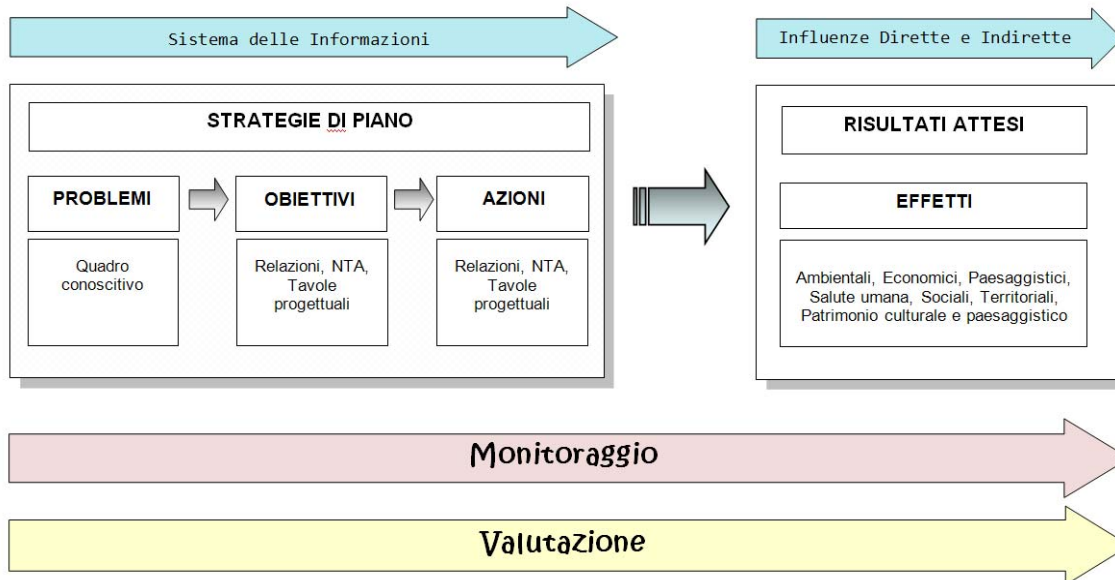 Sistema delle Informazioni
Influenze Dirette e Indirette
STRATEGIE DI PIANO
PROBLEMI
OBIETTIVI
AZIONI
Quadro
conoscitivo
Relazioni, NTA,
Tavole
progettuali
Relazioni, NTA,
Tavole
progettuali
RISULTATI ATTESI
EFFETTI
Ambientali, Economici, Paesaggistici,
Salute umana, Sociali, Territoriali,
Patrimonio culturale e paesaggistico
Monitoraggio
Valutazione